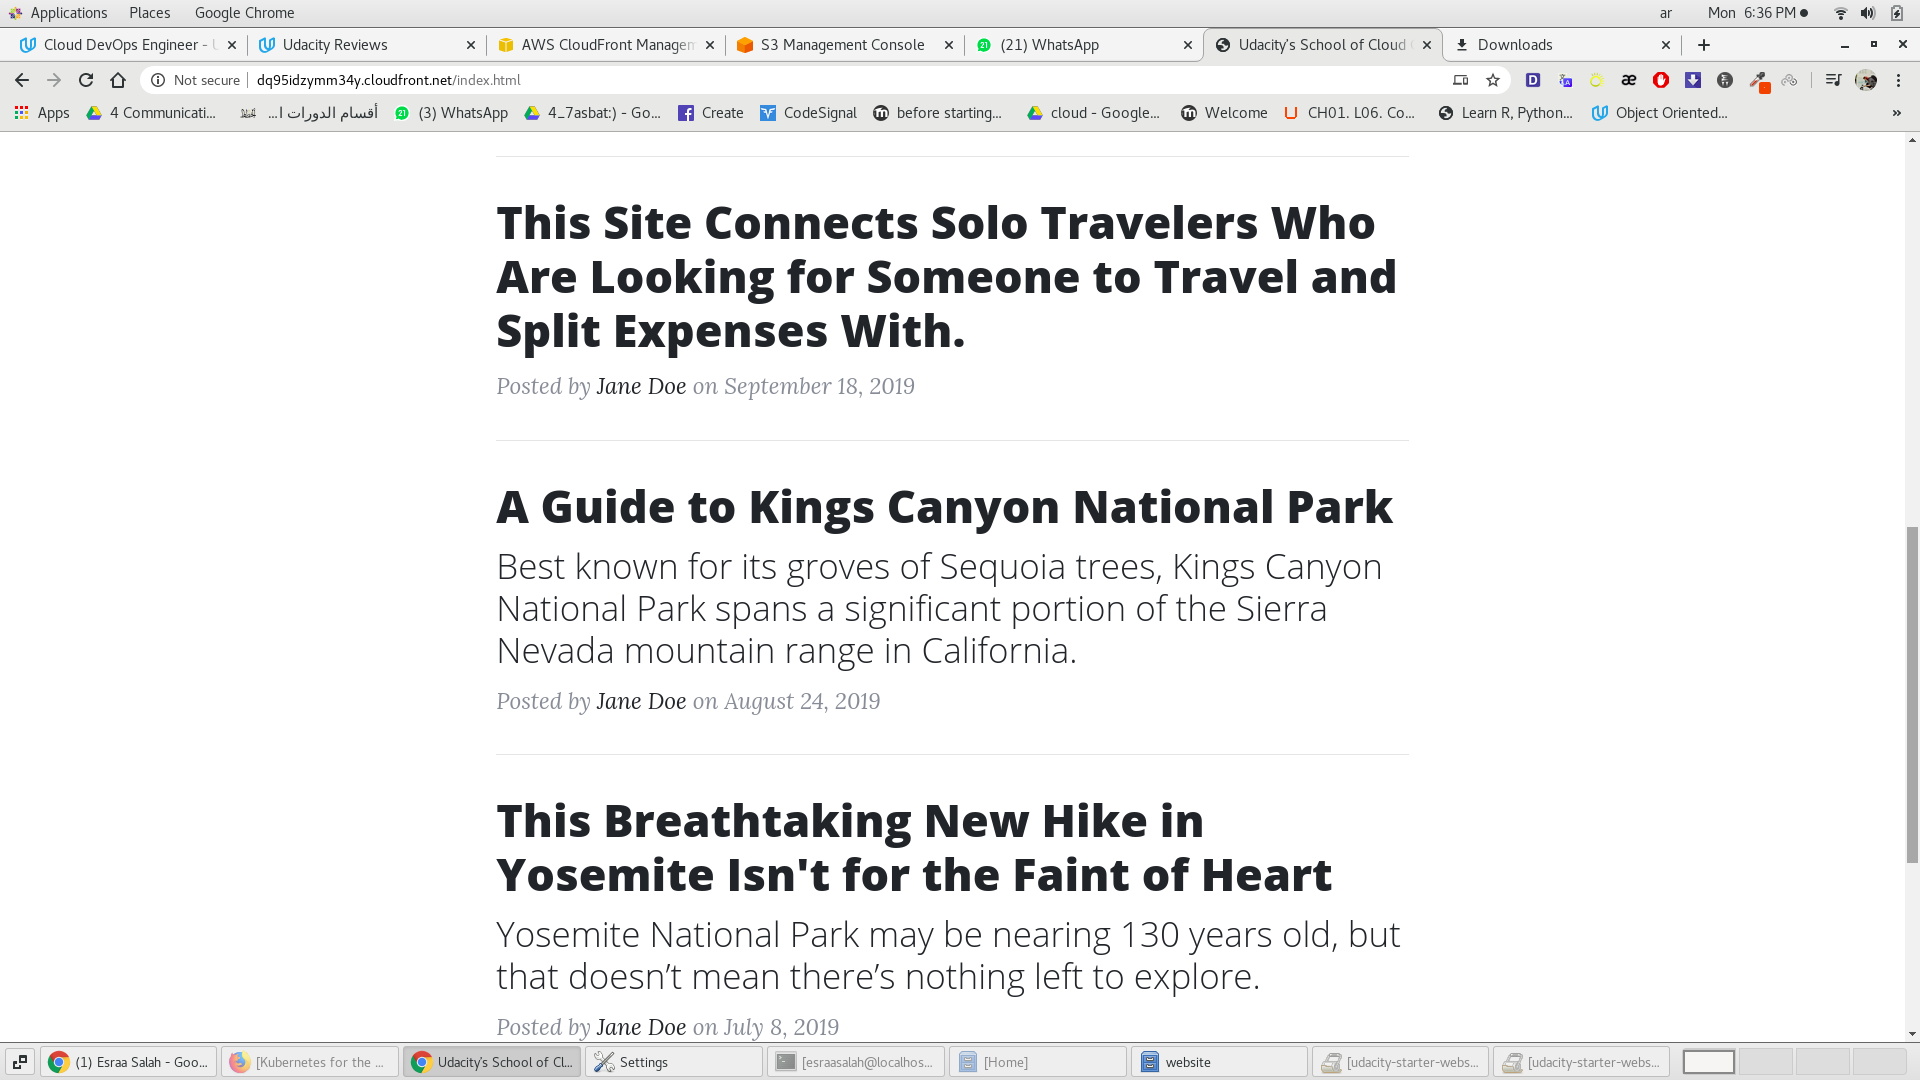 Applications Places Google Chrome ar Mon 6:36 PM
Cloud DevOps Engineer - U Udacity Reviews AWS CloudFront Managem S3 Management Console (21) WhatsApp Udacity's School of Cloud Downloads
Not secure dq95idzymm34y.cloudfront.net/index.html
Apps 4 Communicati... أقسام الدورات ا... (3) WhatsApp 4_7asbat:) - Go... Create CodeSignal before starting... cloud - Google... Welcome CH01. L06. Co... Learn R, Python... Object Oriented... »
This Site Connects Solo Travelers Who
Are Looking for Someone to Travel and
Split Expenses With.
Posted by Jane Doe on September 18, 2019
A Guide to Kings Canyon National Park
Best known for its groves of Sequoia trees, Kings Canyon
National Park spans a significant portion of the Sierra
Nevada mountain range in California.
Posted by Jane Doe on August 24, 2019
This Breathtaking New Hike in
Yosemite Isn't for the Faint of Heart
Yosemite National Park may be nearing 130 years old, but
that doesn’t mean there’s nothing left to explore.
Posted by Jane Doe on July 8, 2019
(1) Esraa Salah - Goo... [Kubernetes for the ... Udacity's School of Cl... Settings [esraasalah@localhos... [Home] website [udacity-starter-webs... [udacity-starter-webs...